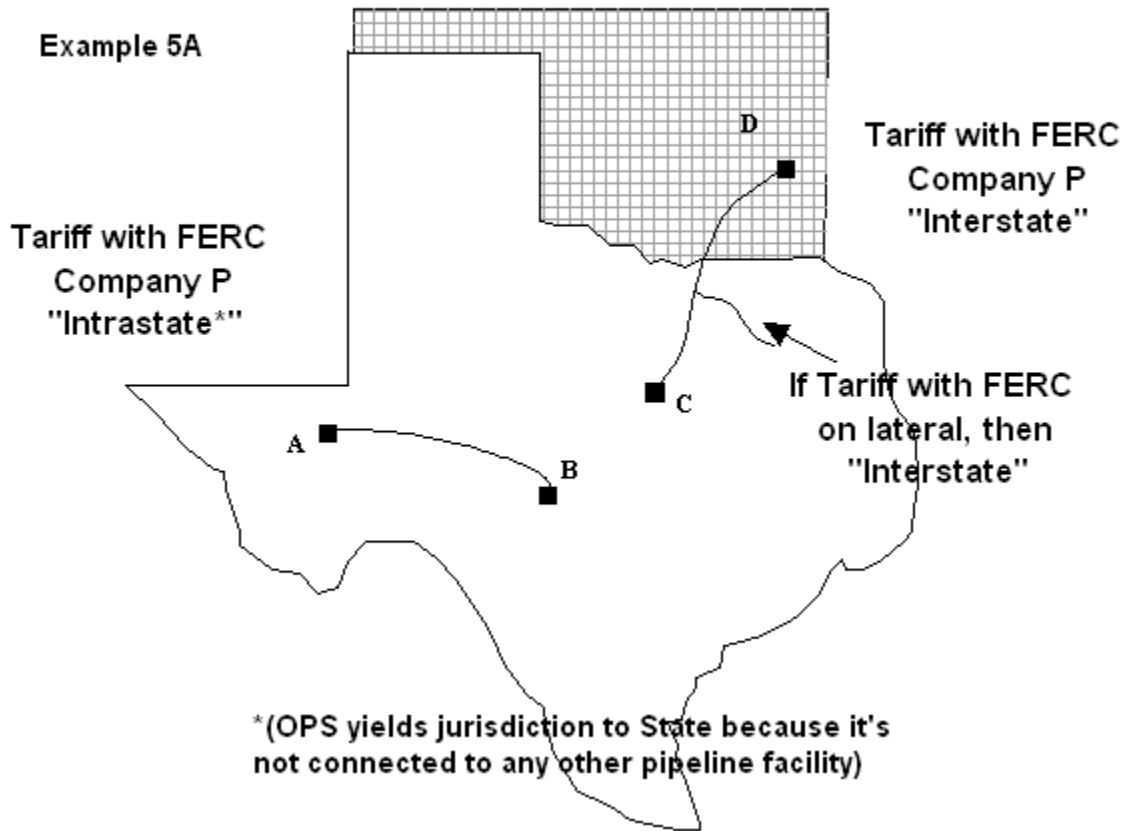 Example 5A
D
Tariff with FERC
Company P
"Interstate"
Tariff with FERC
Company P
"Intrastate*"
If Tariff with FERC
on lateral, then
"Interstate"
C
A
B
*(OPS yields jurisdiction to State because it's
not connected to any other pipeline facility)